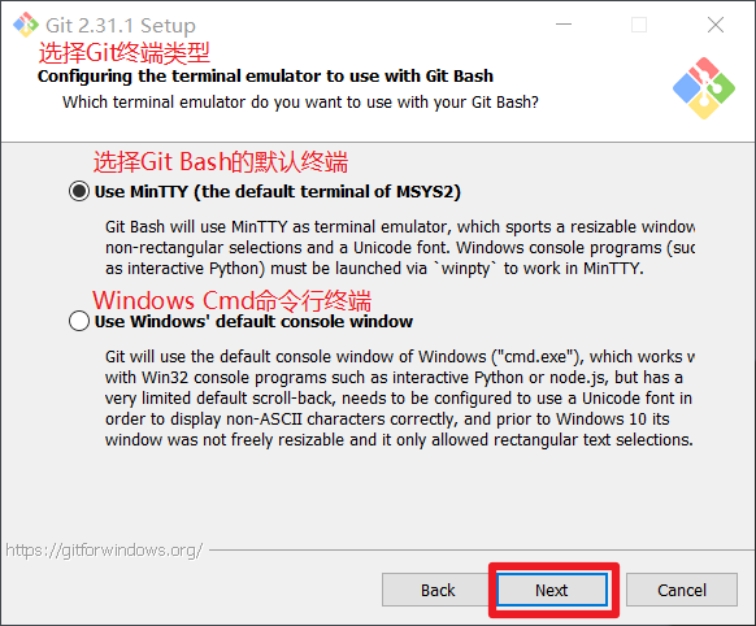 Git 2.31.1 Setup
选择Git终端类型
Configuring the terminal emulator to use with Git Bash
Which terminal emulator do you want to use with your Git Bash?
选择Git Bash的默认终端
Use MinTTY (the default terminal of MSYS2)
Git Bash will use MinTTY as terminal emulator, which sports a resizable window
non-rectangular selections and a Unicode font. Windows console programs (suc
as interactive Python) must be launched via `winpty` to work in MinTTY.
Windows Cmd命令行终端
Use Windows' default console window
Git will use the default console window of Windows ("cmd.exe"), which works w
with Win32 console programs such as interactive Python or node.js, but has a
very limited default scroll-back, needs to be configured to use a Unicode font in
order to display non-ASCII characters correctly, and prior to Windows 10 its
window was not freely resizable and it only allowed rectangular text selections.
https://gitforwindows.org/
Back
Next
Cancel